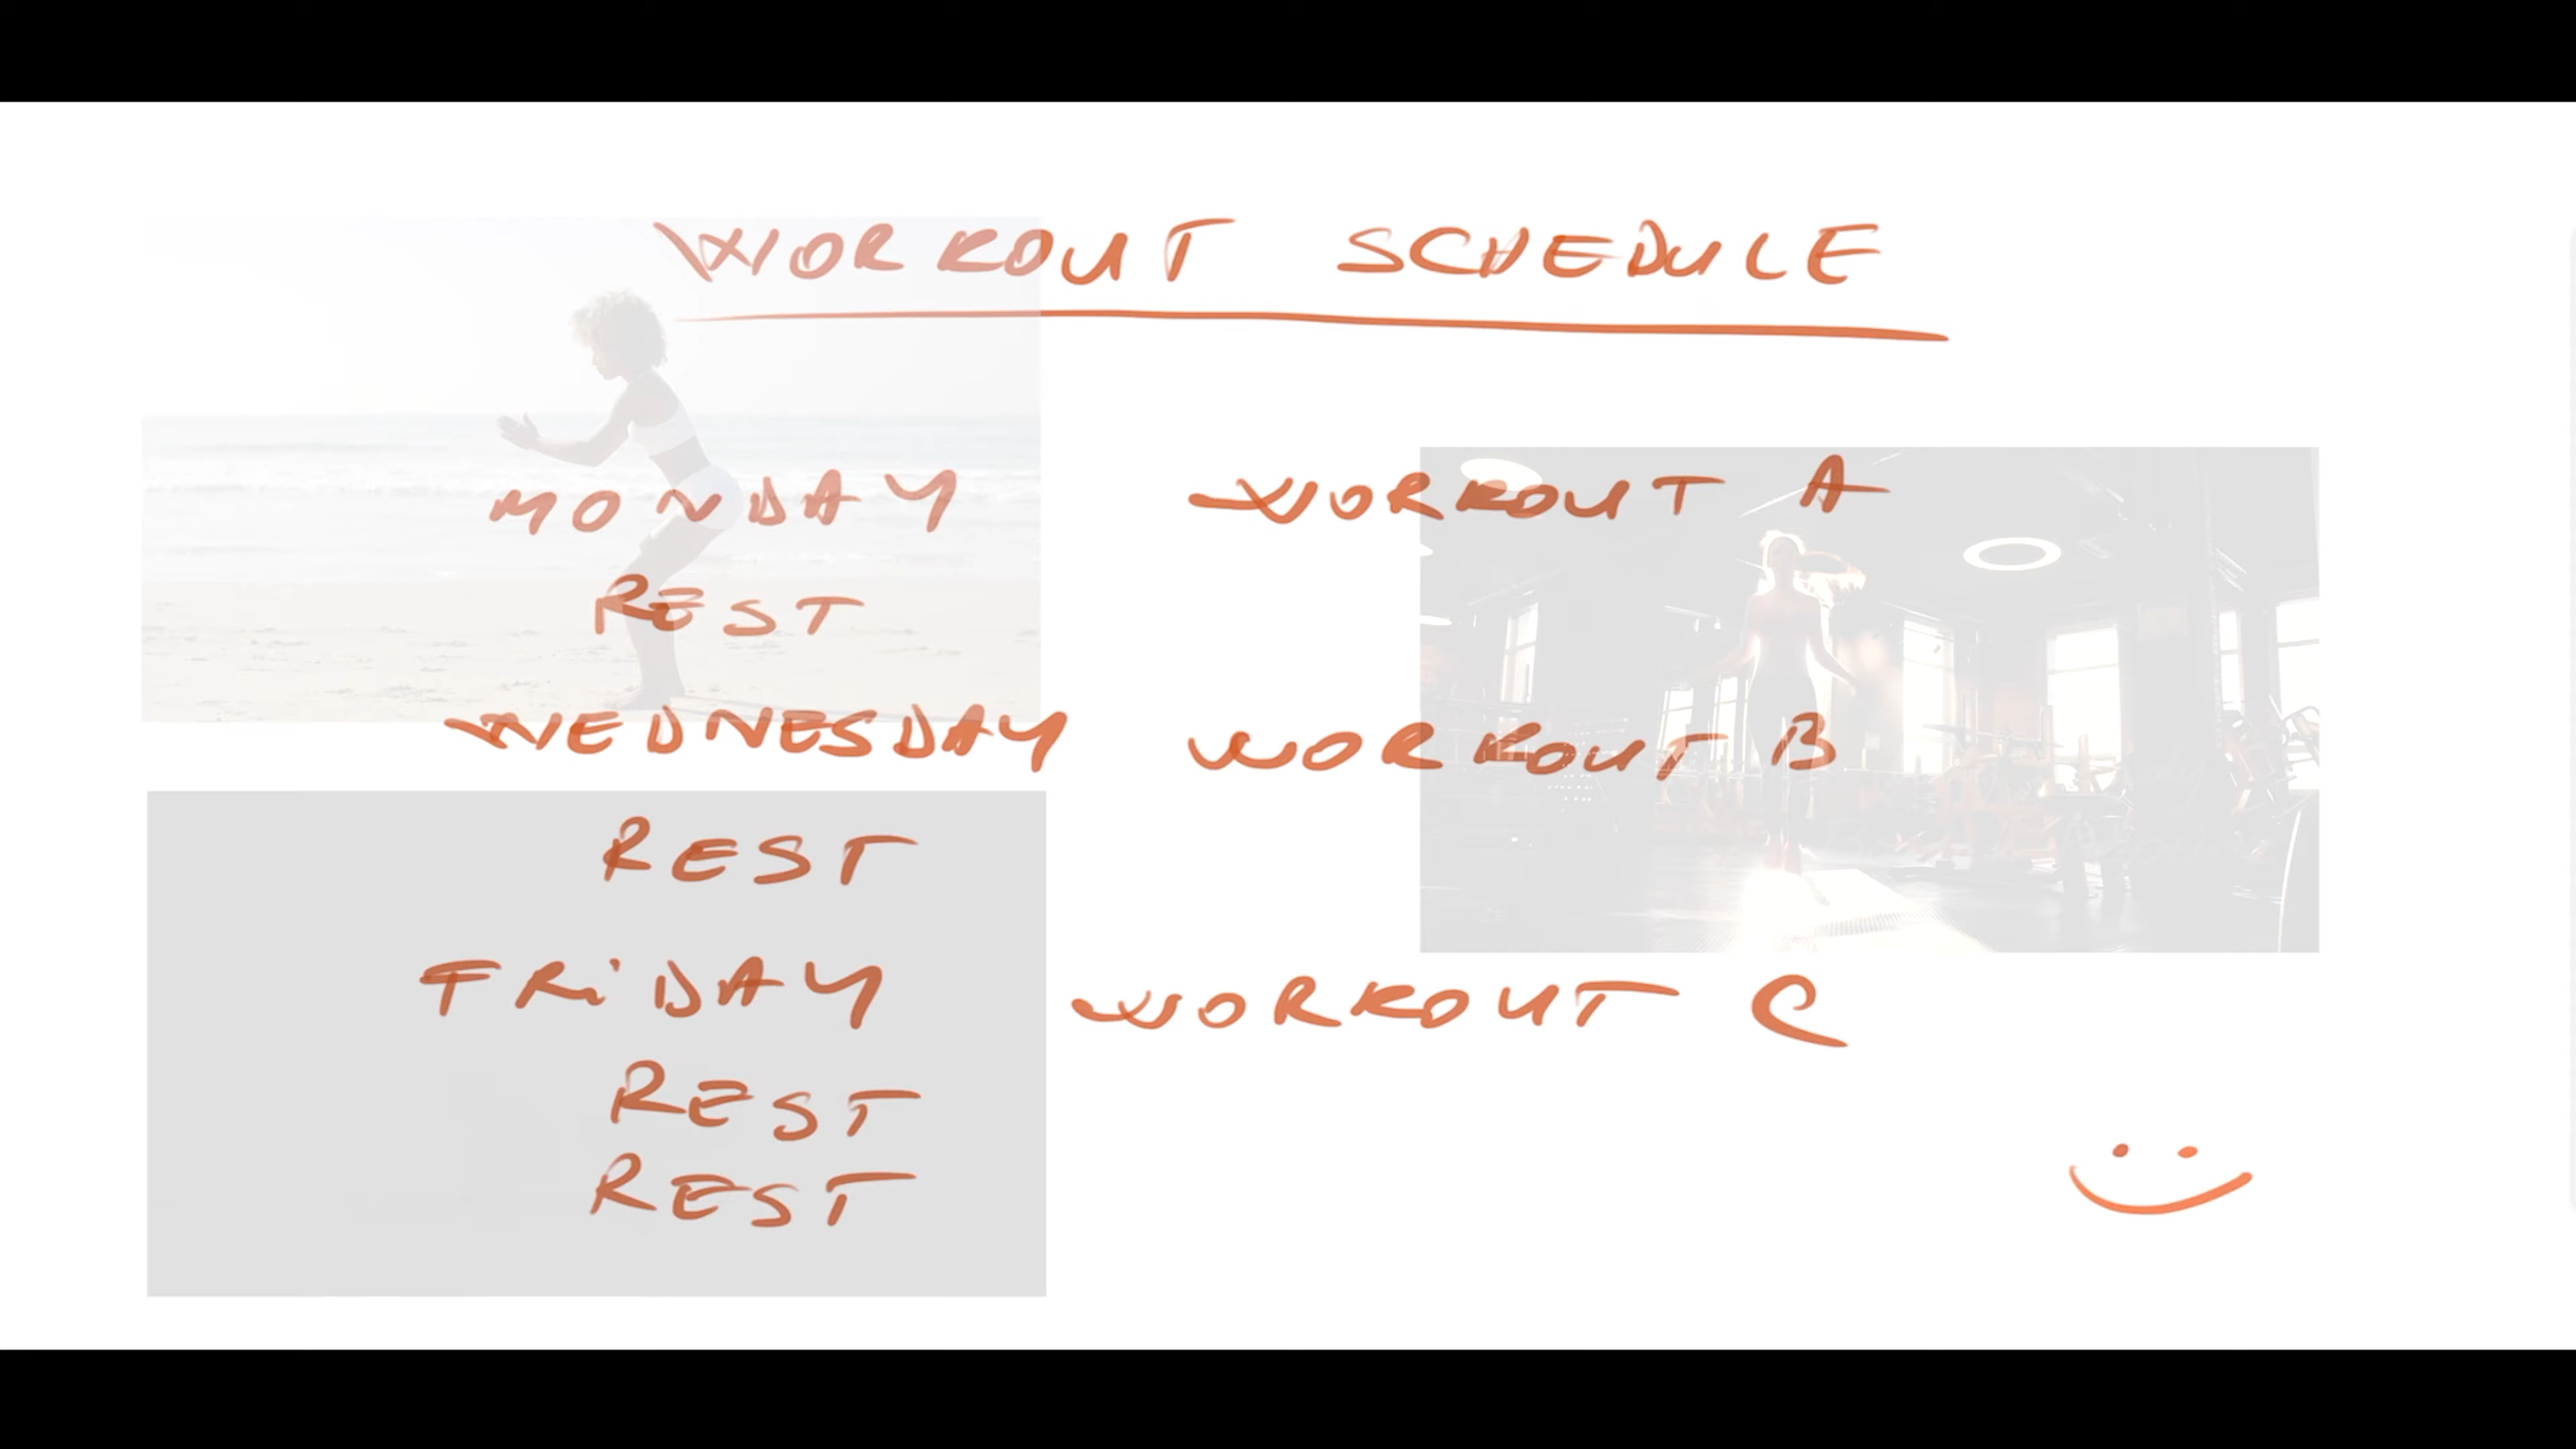 WORKOUT SCHEDULE
MONDAY WORKOUT A
REST
WEDNESDAY WORKOUT B
REST
FRiDAY WORKOUT C
REST
REST